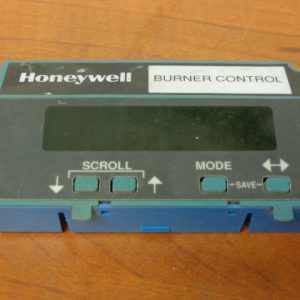 Honeywell
BURNER CONTROL
SCROLL
MODE
SAVE